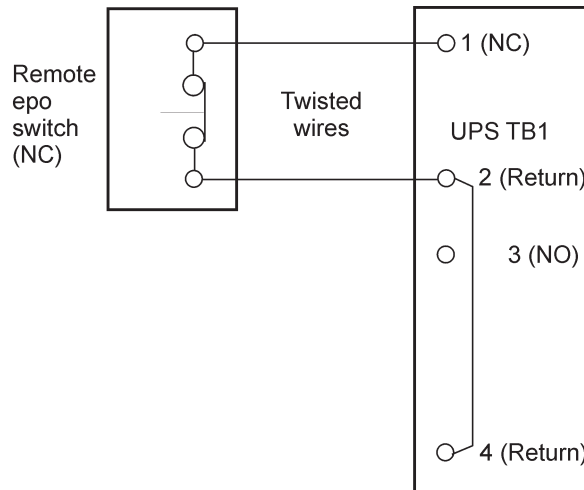 Remote
epo
switch
(NC)
Twisted
wires
1 (NC)
UPS TB1
2 (Return)
3 (NO)
4 (Return)